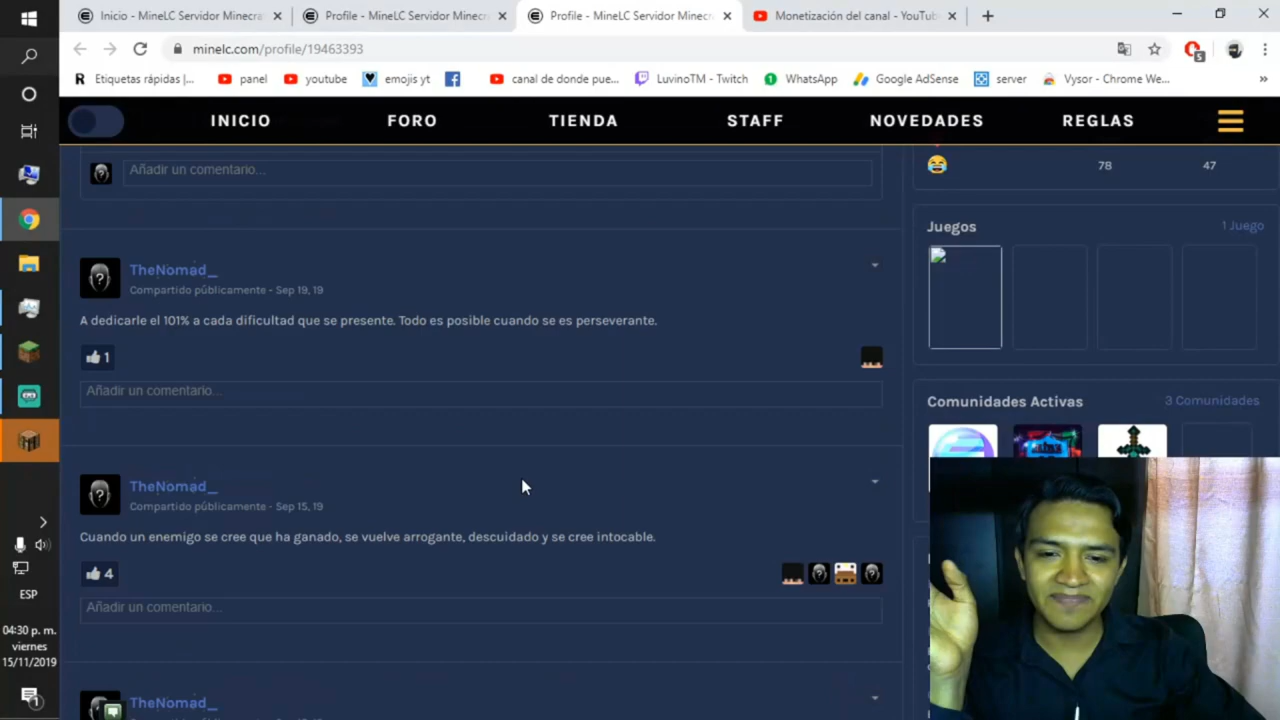 Inicio - MineLC Servidor Minecra
Profile - MineLC Servidor Minecra
Profile - MineLC Servidor Minecra
Monetización del canal - YouTub
minelc.com/profile/19463393
5
R Etiquetas rápidas |...
panel
youtube
emojis yt
canal de donde pue...
LuvinoTM - Twitch
1 WhatsApp
Google AdSense
server
Vysor - Chrome We...
»
INICIO
FORO
TIENDA
STAFF
NOVEDADES
REGLAS
Añadir un comentario...
78
47
Juegos
1 Juego
TheNomad_
Compartido públicamente - Sep 19, 19
A dedicarle el 101% a cada dificultad que se presente. Todo es posible cuando se es perseverante.
1
Añadir un comentario...
Comunidades Activas
3 Comunidades
TheNomad_
Compartido públicamente - Sep 15, 19
Cuando un enemigo se cree que ha ganado, se vuelve arrogante, descuidado y se cree intocable.
4
Añadir un comentario...
TheNomad_
ESP
04:30 p. m.
viernes
15/11/2019
1